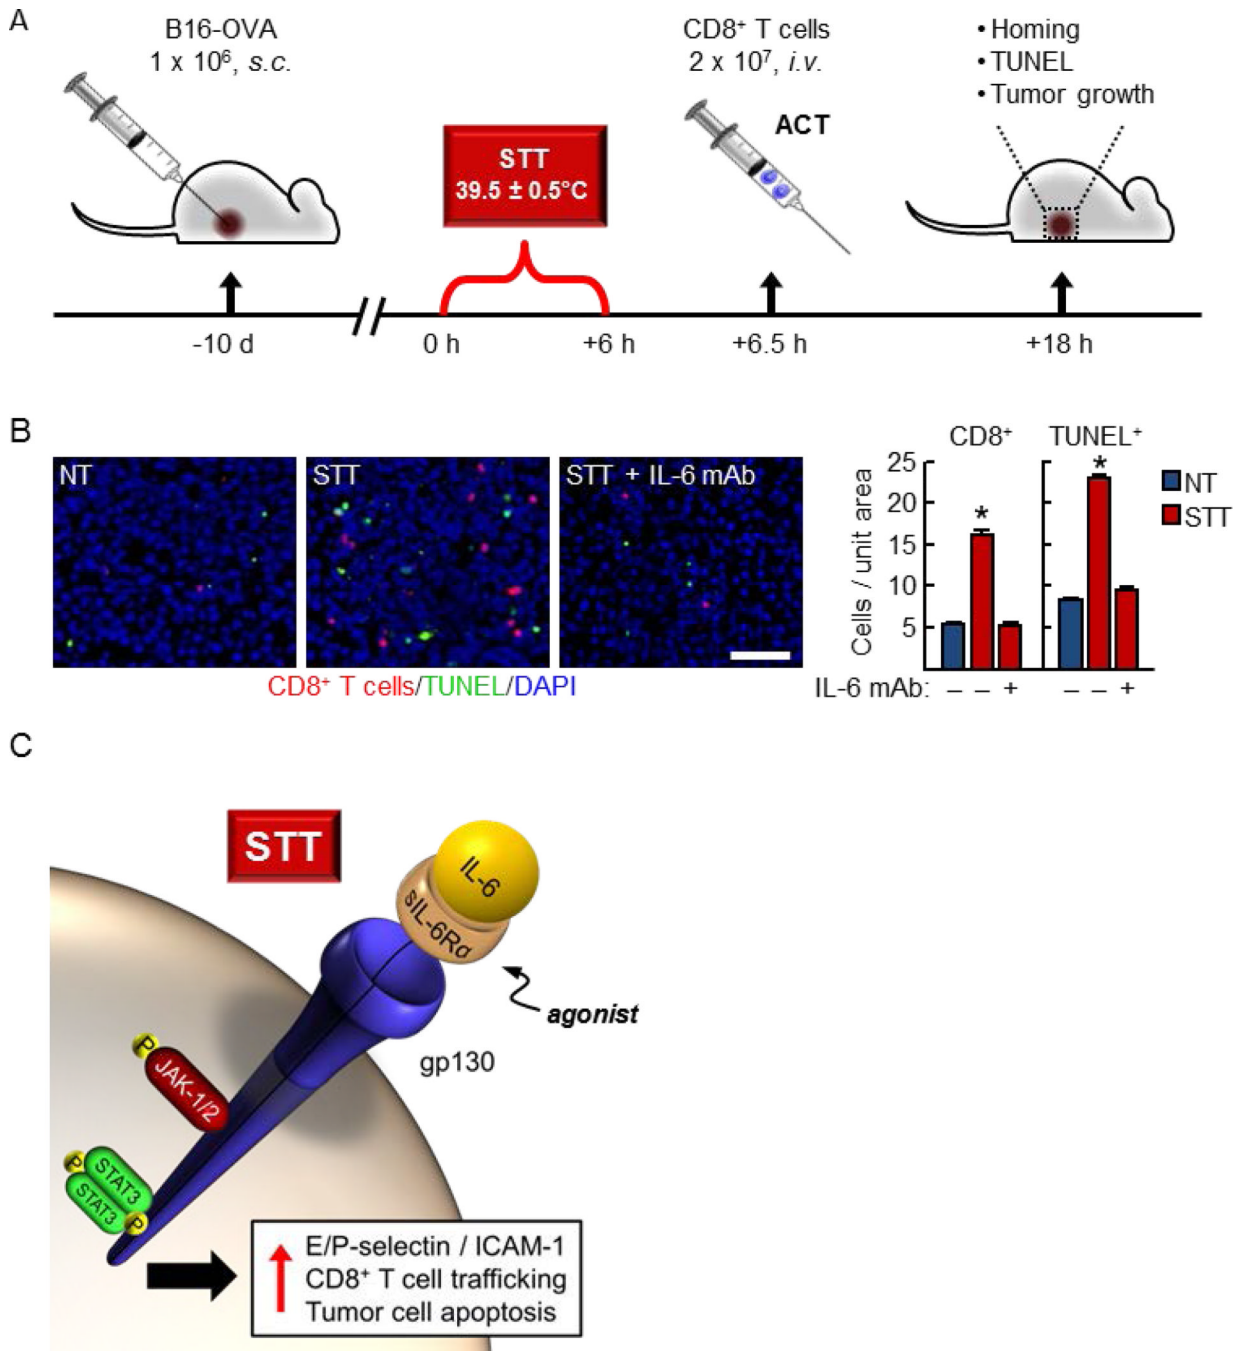 A
B16-OVA
1 x 10⁶, s.c.
STT
39.5 ± 0.5°C
CD8⁺ T cells
2 x 10⁷, i.v.
ACT
• Homing
• TUNEL
• Tumor growth
-10 d
0 h
+6 h
+6.5 h
+18 h
B
NT
STT
STT + IL-6 mAb
CD8⁺ T cells/TUNEL/DAPI
CD8⁺
TUNEL⁺
Cells / unit area
25
20
15
10
5
*
*
NT
STT
IL-6 mAb: – – + – – +
C
STT
IL-6
sIL-6Rα
agonist
gp130
P
JAK-1/2
P
STAT3
STAT3
P
E/P-selectin / ICAM-1
CD8⁺ T cell trafficking
Tumor cell apoptosis